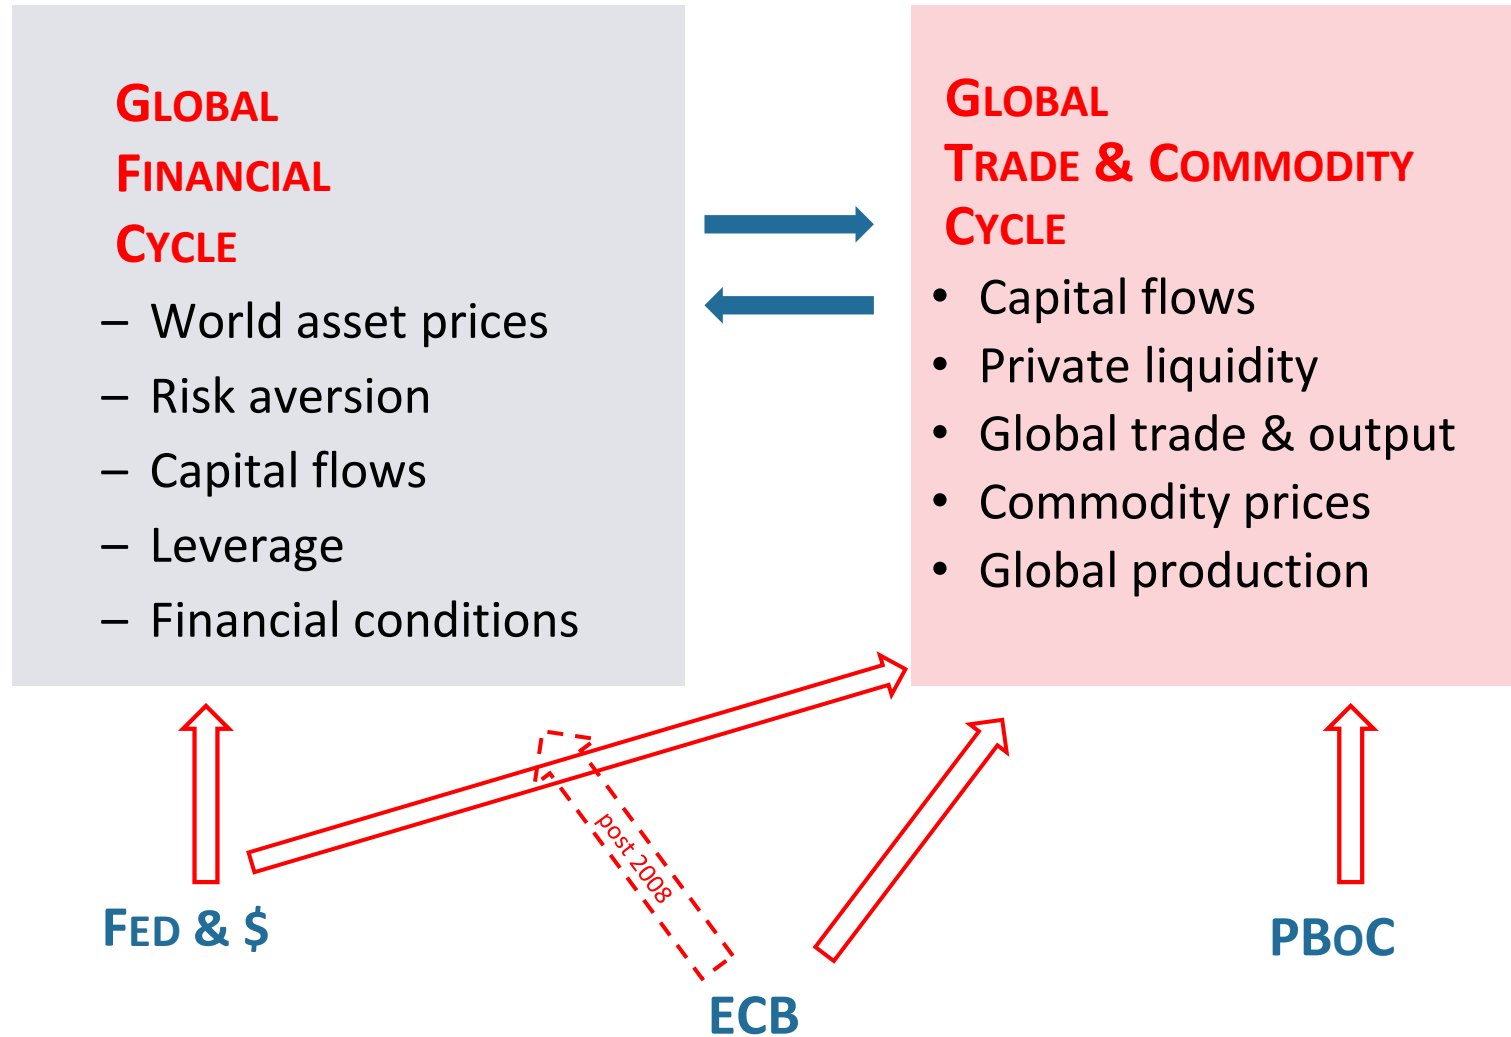 GLOBAL
FINANCIAL
CYCLE
– World asset prices
– Risk aversion
– Capital flows
– Leverage
– Financial conditions
GLOBAL
TRADE & COMMODITY
CYCLE
• Capital flows
• Private liquidity
• Global trade & output
• Commodity prices
• Global production
post 2008
FED & $
ECB
PBOC